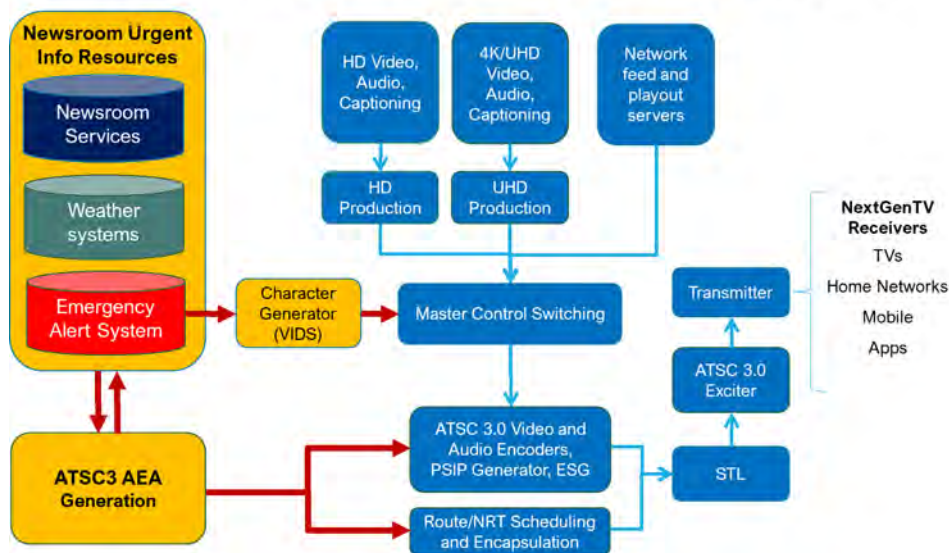 Newsroom Urgent
Info Resources
Newsroom
Services
Weather
systems
Emergency
Alert System
HD Video,
Audio,
Captioning
4K/UHD
Video,
Audio,
Captioning
Network
feed and
playout
servers
HD
Production
UHD
Production
Character
Generator
(VIDS)
Master Control Switching
Transmitter
NextGenTV
Receivers
TVs
Home Networks
Mobile
Apps
ATSC 3.0
Exciter
ATSC3 AEA
Generation
ATSC 3.0 Video and
Audio Encoders,
PSIP Generator, ESG
STL
Route/NRT Scheduling
and Encapsulation